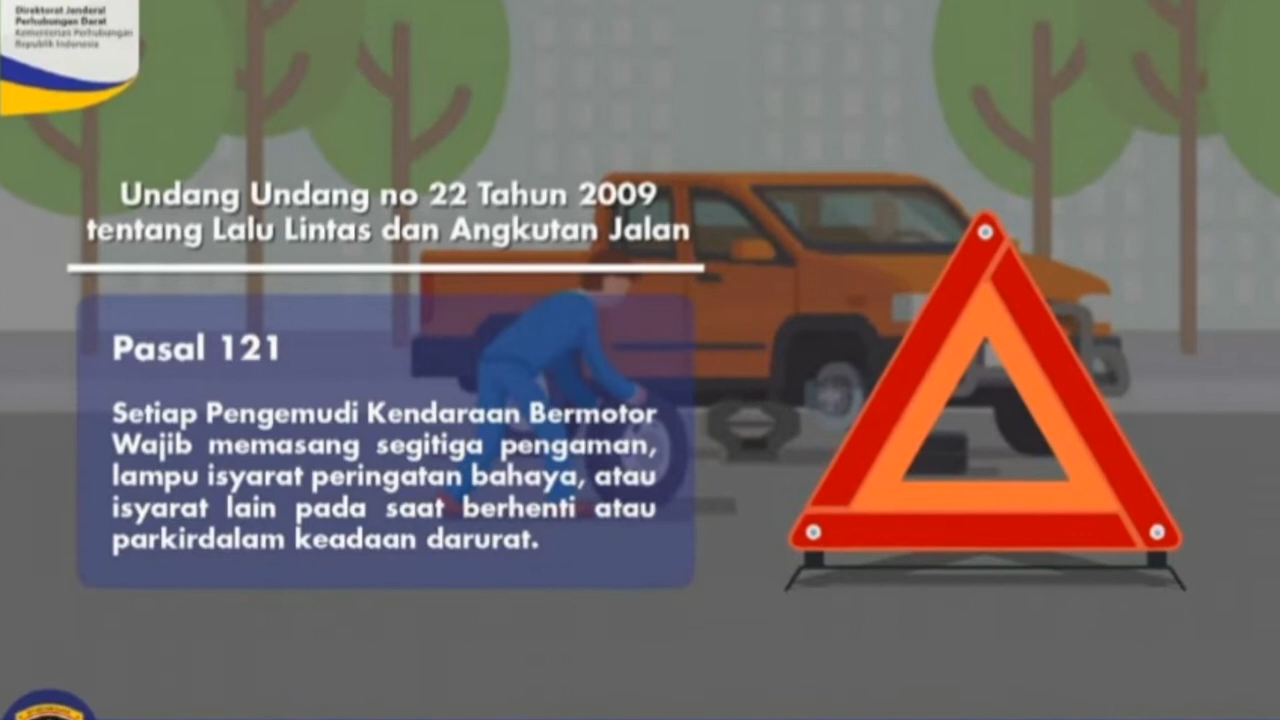 Direktorat Jenderal
Perhubungan Darat
Kementerian Perhubungan
Republik Indonesia
Undang Undang no 22 Tahun 2009
tentang Lalu Lintas dan Angkutan Jalan
Pasal 121
Setiap Pengemudi Kendaraan Bermotor
Wajib memasang segitiga pengaman,
lampu isyarat peringatan bahaya, atau
isyarat lain pada saat berhenti atau
parkirdalam keadaan darurat.